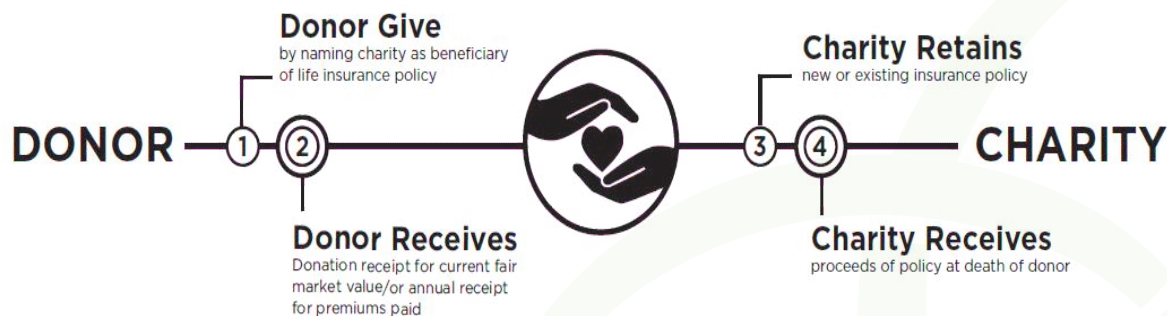 Donor Give
by naming charity as beneficiary
of life insurance policy
Charity Retains
new or existing insurance policy
DONOR
1
2
3
4
CHARITY
Donor Receives
Donation receipt for current fair
market value/or annual receipt
for premiums paid
Charity Receives
proceeds of policy at death of donor